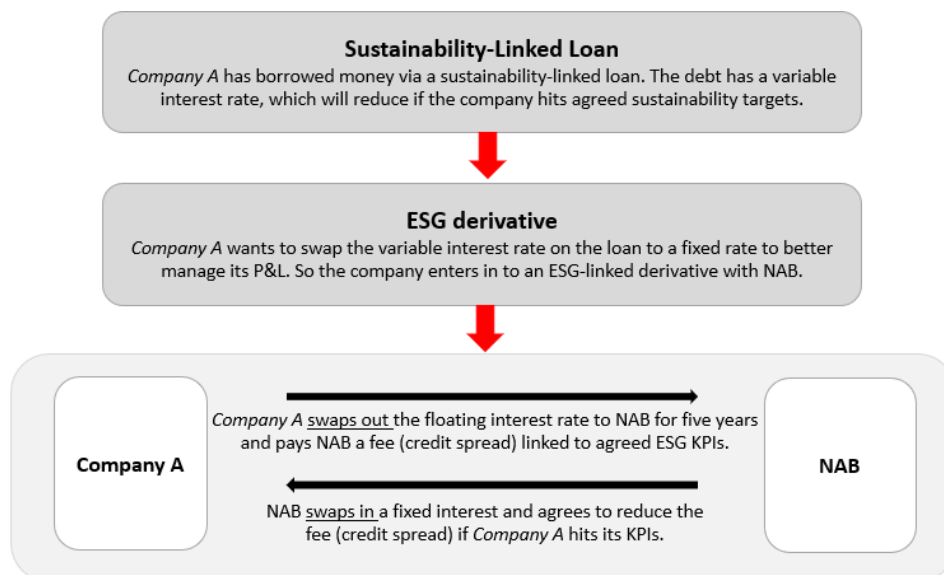 Sustainability-Linked Loan
Company A has borrowed money via a sustainability-linked loan. The debt has a variable
interest rate, which will reduce if the company hits agreed sustainability targets.
ESG derivative
Company A wants to swap the variable interest rate on the loan to a fixed rate to better
manage its P&L. So the company enters in to an ESG-linked derivative with NAB.
Company A
Company A swaps out the floating interest rate to NAB for five years
and pays NAB a fee (credit spread) linked to agreed ESG KPIs.
NAB swaps in a fixed interest and agrees to reduce the
fee (credit spread) if Company A hits its KPIs.
NAB